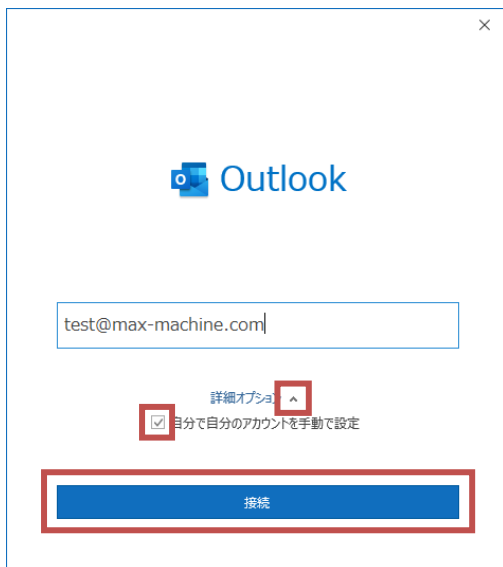 Outlook
test@max-machine.com
詳細オプション
自分で自分のアカウントを手動で設定
接続